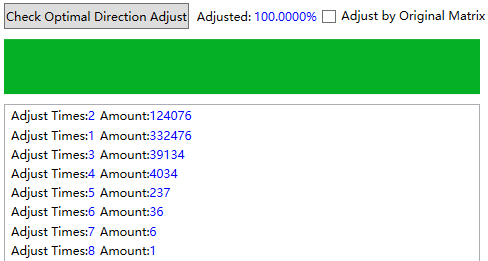 Check Optimal Direction Adjust Adjusted: 100.0000% Adjust by Original Matrix
Adjust Times:2 Amount:124076
Adjust Times:1 Amount:332476
Adjust Times:3 Amount:39134
Adjust Times:4 Amount:4034
Adjust Times:5 Amount:237
Adjust Times:6 Amount:36
Adjust Times:7 Amount:6
Adjust Times:8 Amount:1